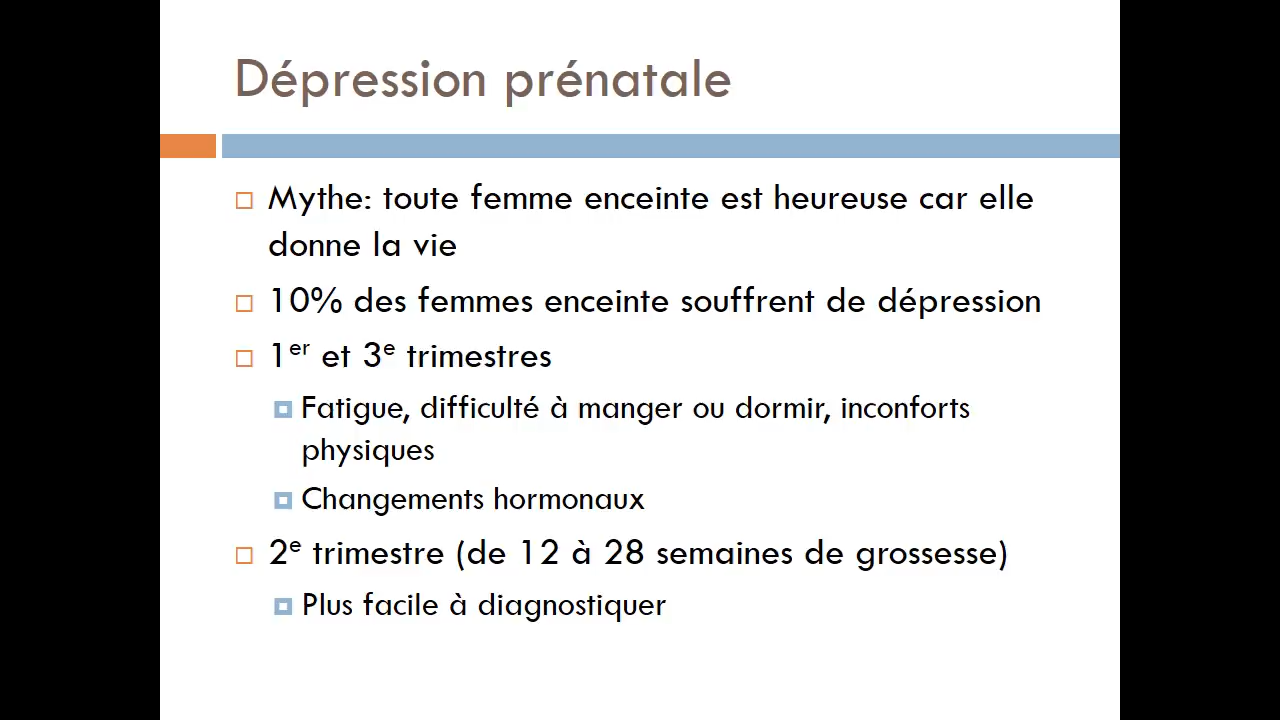 Dépression prénatale
Mythe: toute femme enceinte est heureuse car elle
donne la vie
10% des femmes enceinte souffrent de dépression
1er et 3e trimestres
Fatigue, difficulté à manger ou dormir, inconforts
physiques
Changements hormonaux
2e trimestre (de 12 à 28 semaines de grossesse)
Plus facile à diagnostiquer